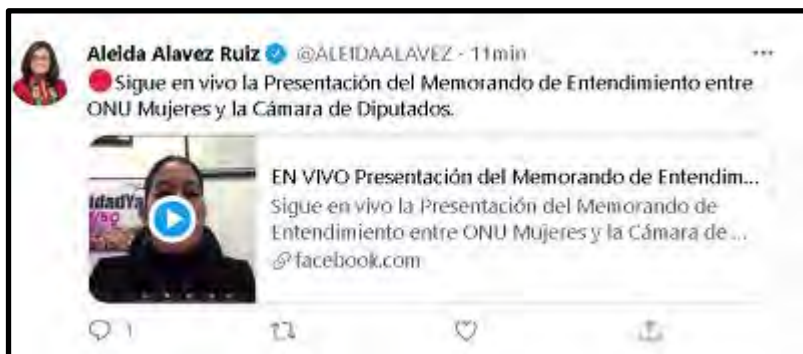 Aleida Alavez Ruiz @ALEIDAALAVEZ · 11min
Sigue en vivo la Presentación del Memorando de Entendimiento entre
ONU Mujeres y la Cámara de Diputados.
EN VIVO Presentación del Memorando de Entendim...
Sigue en vivo la Presentación del Memorando de
Entendimiento entre ONU Mujeres y la Cámara de ...
facebook.com
1